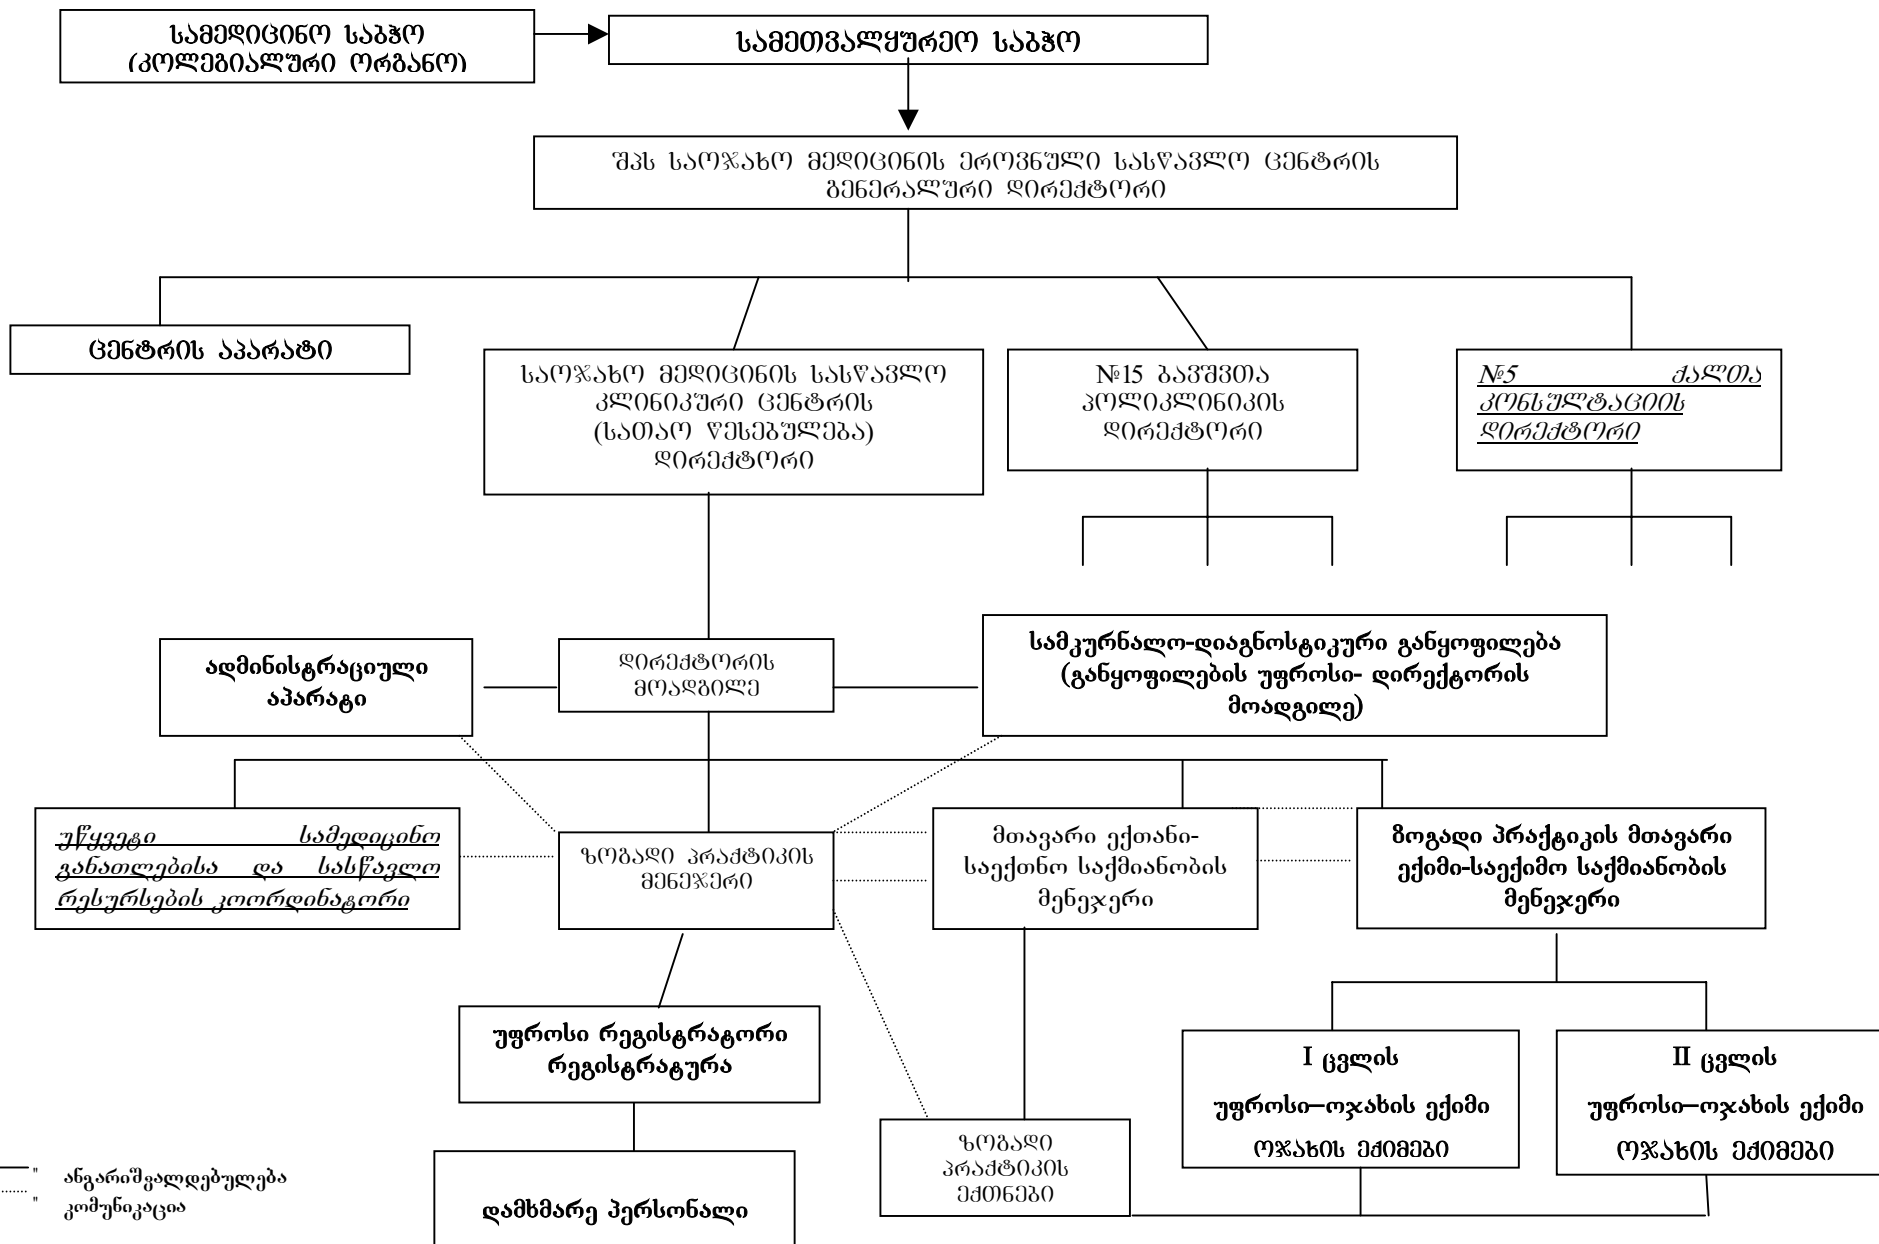 სამედიცინო საბჭო
(კოლეგიალური ორგანო)
სამეთვალყურეო საბჭო
შპს საოჯახო მედიცინის ეროვნული სასწავლო ცენტრის
გენერალური დირექტორი
ცენტრის აპარატი
საოჯახო მედიცინის სასწავლო
კლინიკური ცენტრის
(სათაო წესებულება)
დირექტორი
№15 ბავშვთა
პოლიკლინიკის
დირექტორი
№5 ქალთა
კონსულტაციის
დირექტორი
ადმინისტრაციული
აპარატი
დირექტორის
მოადგილე
სამკურნალო-დიაგნოსტიკური განყოფილება
(განყოფილების უფროსი- დირექტორის
მოადგილე)
უწყვეტი სამედიცინო
განათლებისა და სასწავლო
რესურსების კოორდინატორი
ზოგადი პრაქტიკის
მენეჯერი
მთავარი ექთანი-
საექთნო საქმიანობის
მენეჯერი
ზოგადი პრაქტიკის მთავარი
ექიმი-საექიმო საქმიანობის
მენეჯერი
უფროსი რეგისტრატორი
რეგისტრატურა
I ცვლის
უფროსი–ოჯახის ექიმი
ოჯახის ექიმები
II ცვლის
უფროსი–ოჯახის ექიმი
ოჯახის ექიმები
ზოგადი
პრაქტიკის
ექთნები
დამხმარე პერსონალი
" ანგარიშვალდებულება
" კომუნიკაცია